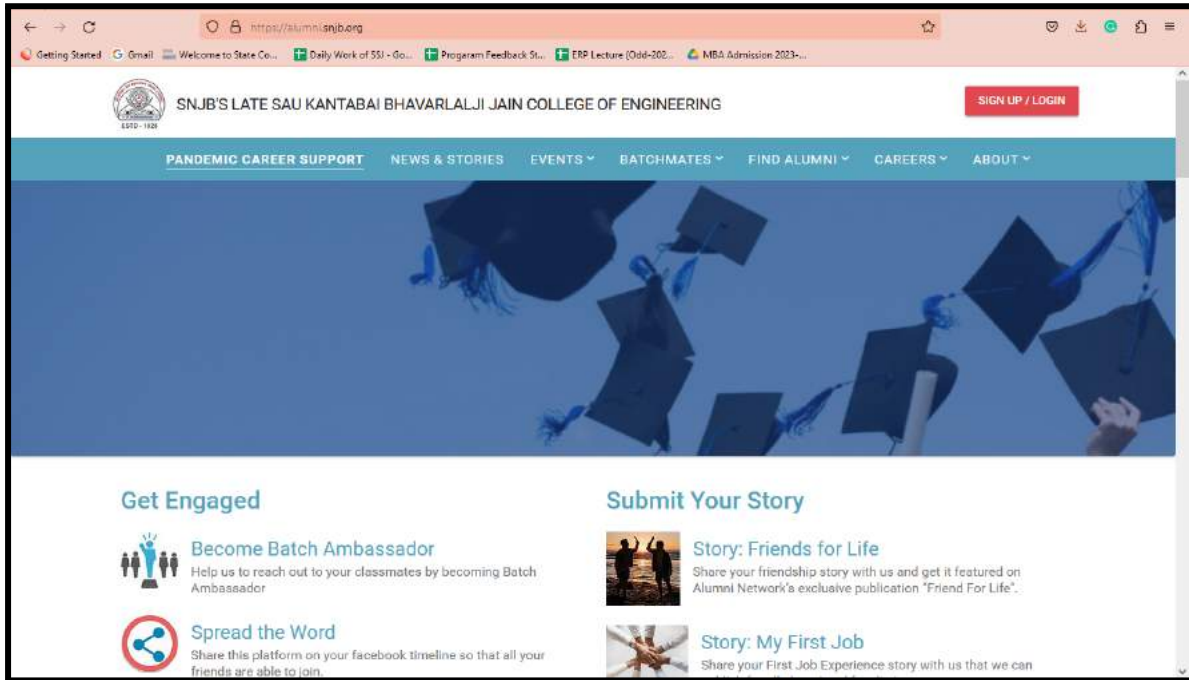 https://alumni.snjb.org
Getting Started G Gmail Welcome to State Co... Daily Work of SSJ - Go... Progaram Feedback St... ERP Lecture (Odd-202... MBA Admission 2023-...
ESTD - 1928
SNJB'S LATE SAU KANTABAI BHAVARLALJI JAIN COLLEGE OF ENGINEERING
SIGN UP / LOGIN
PANDEMIC CAREER SUPPORT NEWS & STORIES EVENTS BATCHMATES FIND ALUMNI CAREERS ABOUT
Get Engaged
Become Batch Ambassador
Help us to reach out to your classmates by becoming Batch
Ambassador
Spread the Word
Share this platform on your facebook timeline so that all your
friends are able to join.
Submit Your Story
Story: Friends for Life
Share your friendship story with us and get it featured on
Alumni Network's exclusive publication "Friend For Life".
Story: My First Job
Share your First Job Experience story with us that we can